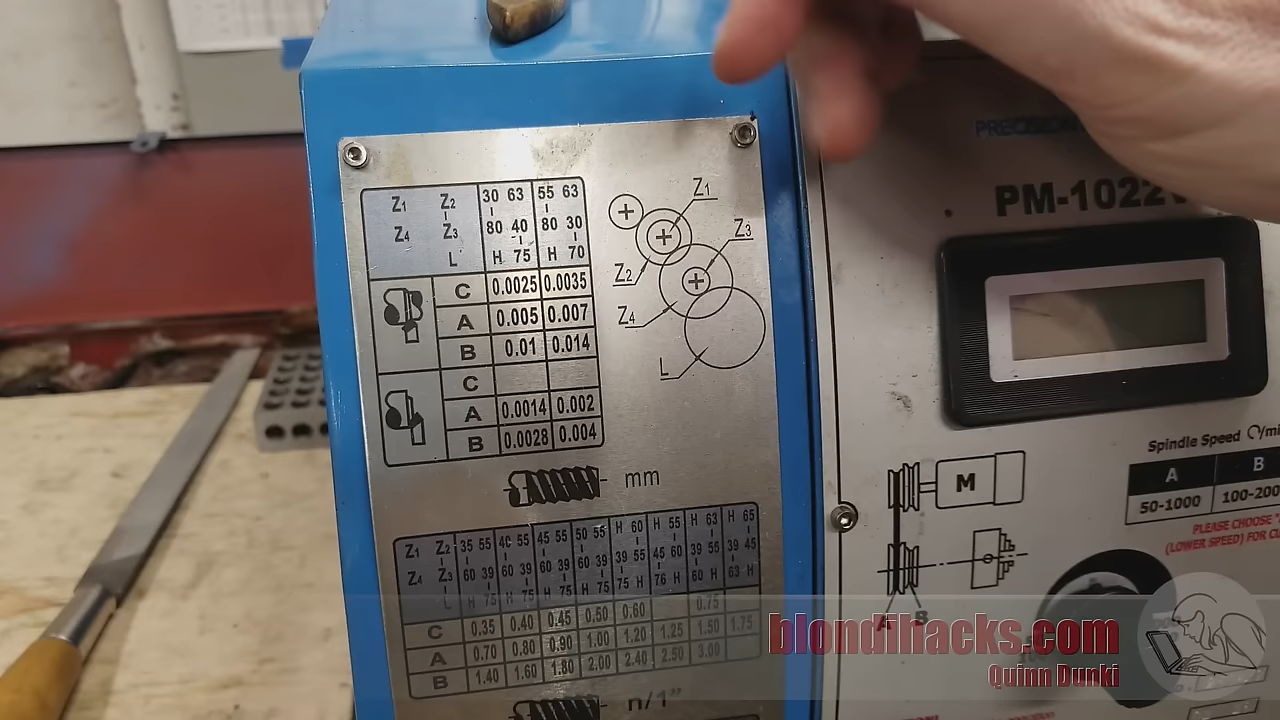 Z1 Z2 30 63 55 63
Z4 Z3 80 40 80 30
L H 75 H 70
C 0.0025 0.0035
A 0.005 0.007
B 0.01 0.014
C
A 0.0014 0.002
B 0.0028 0.004
Z1
Z3
Z2
Z4
L
mm
Z1 Z2 35 55 40 55 45 55 50 55 H 60 H 55 H 63 H 65
Z4 Z3 60 39 60 39 60 39 60 39 39 55 45 60 39 55 39 45
L H 75 H 75 H 75 H 75 75 H 76 H 60 H 63 H
C 0.35 0.40 0.45 0.50 0.60 0.75
A 0.70 0.80 0.90 1.00 1.20 1.25 1.50 1.75
B 1.40 1.60 1.80 2.00 2.40 2.50 3.00
n/1"
PM-1022V
Spindle Speed
A B
50-1000 100-200
PLEASE CHOOSE
(LOWER SPEED) FOR
M
A B
blondihacks.com
Quinn Dunki